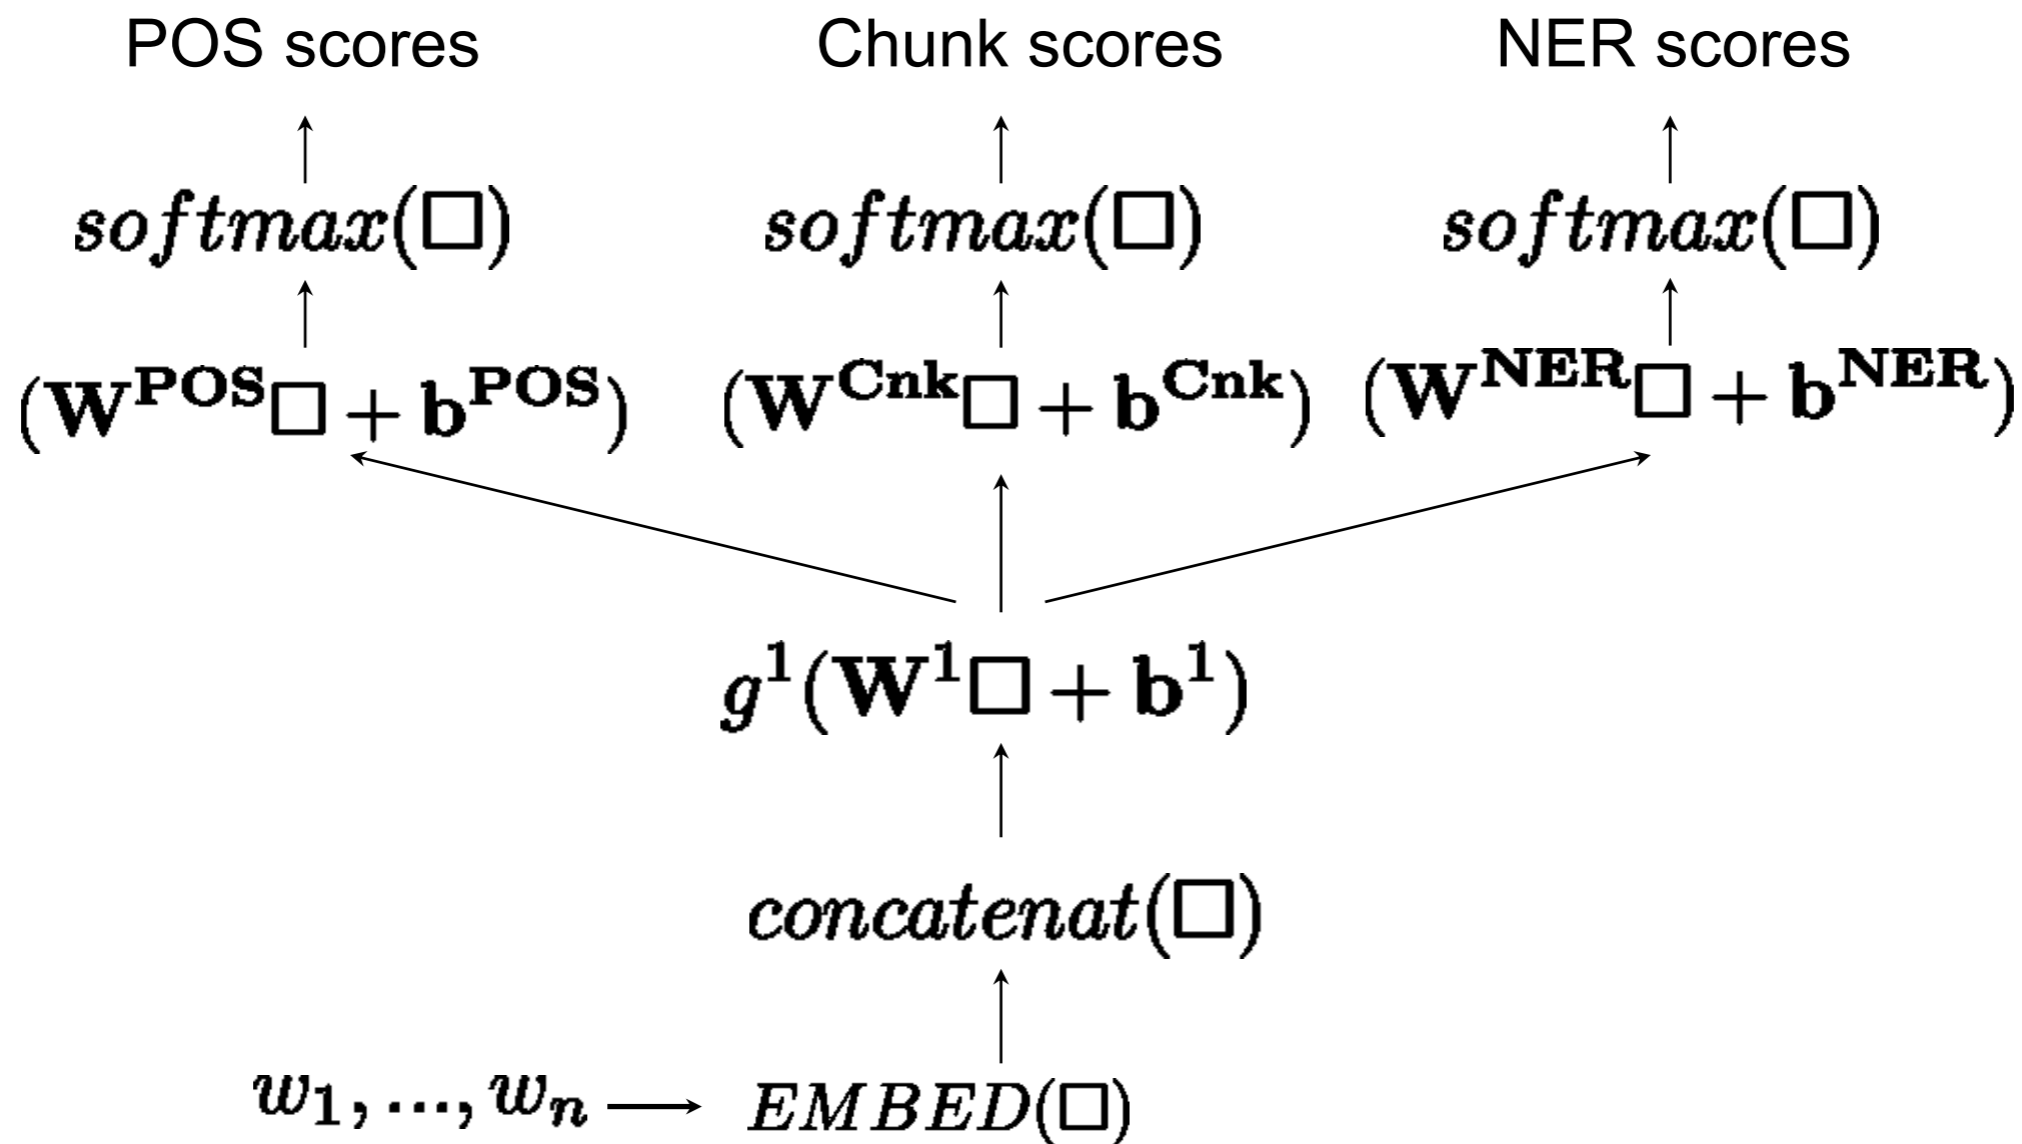 POS scores Chunk scores NER scores
softmax(□) softmax(□) softmax(□)
(W^POS□ + b^POS) (W^Cnk□ + b^Cnk) (W^NER□ + b^NER)
g^1(W^1□ + b^1)
concatenat(□)
w_1, ..., w_n EMBED(□)